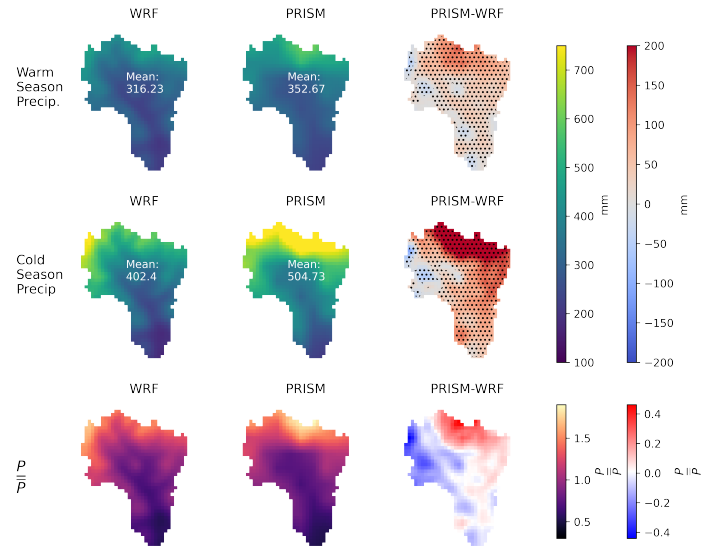 WRF
PRISM
PRISM-WRF
Warm
Season
Precip.
Mean:
316.23
Mean:
352.67
WRF
PRISM
PRISM-WRF
Cold
Season
Precip
Mean:
402.4
Mean:
504.73
700
600
500
400
300
200
100
mm
200
150
100
50
0
−50
−100
−150
−200
mm
WRF
PRISM
PRISM-WRF
P
P̿
1.5
1.0
0.5
P
P̿
0.4
0.2
0.0
−0.2
−0.4
P
P̿